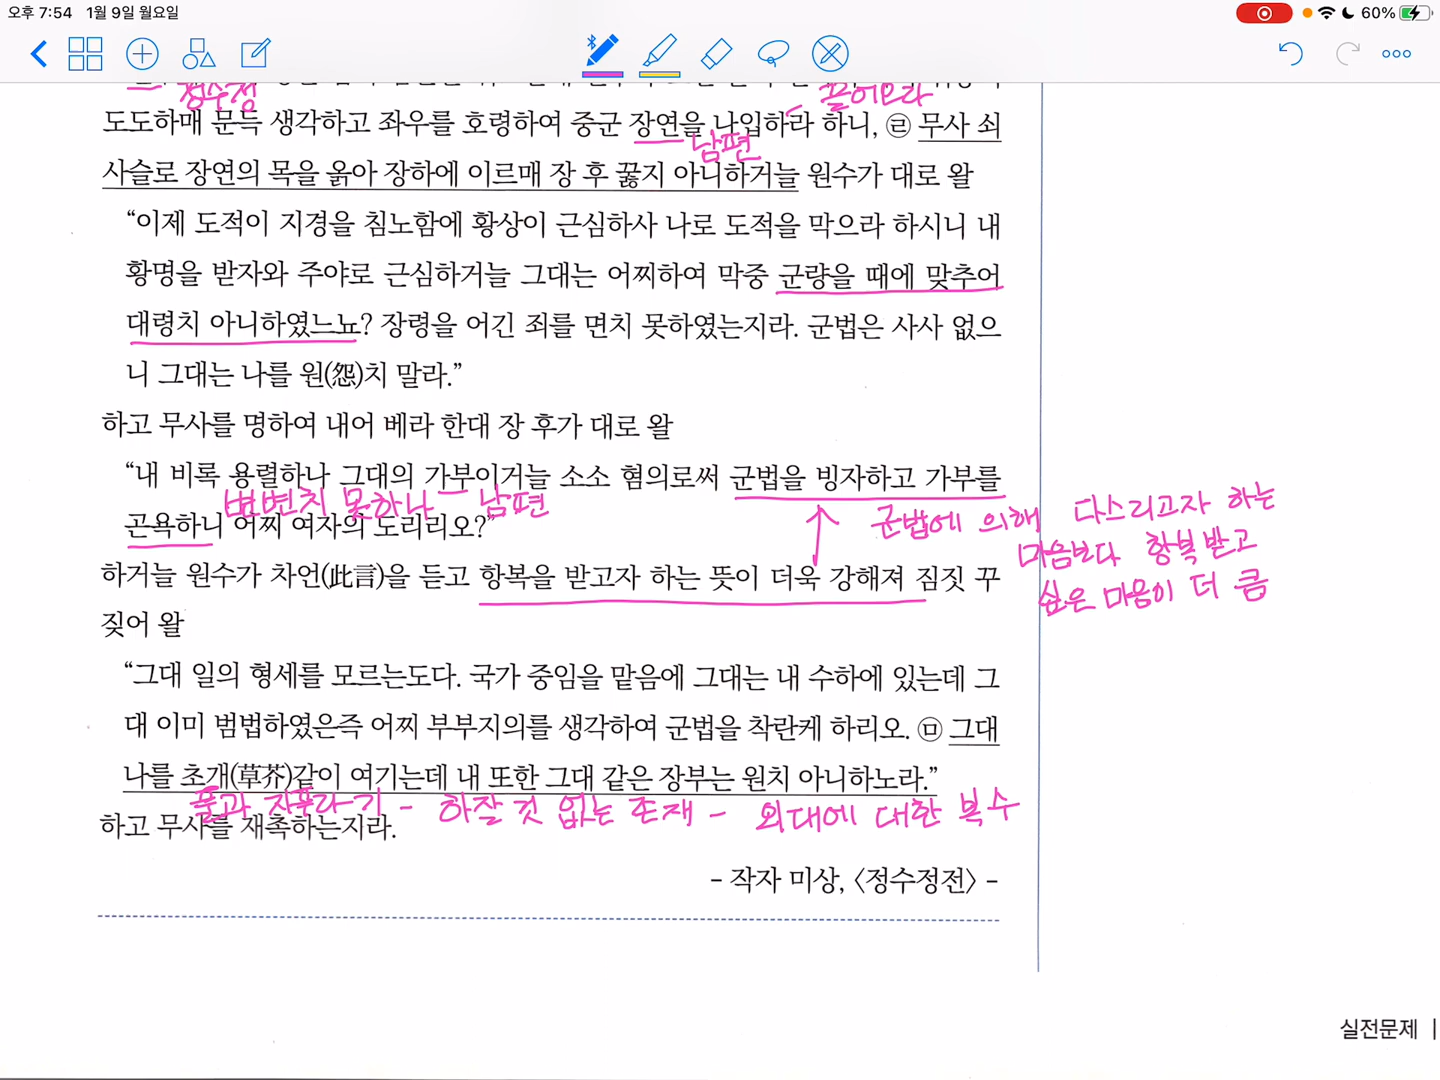 오후 7:54 1월 9일 월요일
60%
정수정
끌어오라
도도하매 문득 생각하고 좌우를 호령하여 중군 장연을 나입하라 하니, ㉣ 무사 쇠
남편
사슬로 장연의 목을 옭아 장하에 이르매 장 후 꿇지 아니하거늘 원수가 대로 왈
“이제 도적이 지경을 침노함에 황상이 근심하사 나로 도적을 막으라 하시니 내
황명을 받자와 주야로 근심하거늘 그대는 어찌하여 막중 군량을 때에 맞추어
대령치 아니하였느뇨? 장령을 어긴 죄를 면치 못하였는지라. 군법은 사사 없으
니 그대는 나를 원(怨)치 말라.”
하고 무사를 명하여 내어 베라 한대 장 후가 대로 왈
“내 비록 용렬하나 그대의 가부이거늘 소소 혐의로써 군법을 빙자하고 가부를
변변치 못하나 남편
곤욕하니 어찌 여자의 도리리오?”
군법에 의해 다스리고자 하는
마음보다 항복받고
싶은 마음이 더 큼
하거늘 원수가 차언(此言)을 듣고 항복을 받고자 하는 뜻이 더욱 강해져 짐짓 꾸
짖어 왈
“그대 일의 형세를 모르는도다. 국가 중임을 맡음에 그대는 내 수하에 있는데 그
대 이미 범법하였은즉 어찌 부부지의를 생각하여 군법을 착란케 하리오. ㉤ 그대
나를 초개(草芥)같이 여기는데 내 또한 그대 같은 장부는 원치 아니하노라.”
풀과 지푸라기 - 하잘 것 없는 존재 - 외대에 대한 복수
하고 무사를 재촉하는지라.
- 작자 미상, 〈정수정전〉 -
실전문제